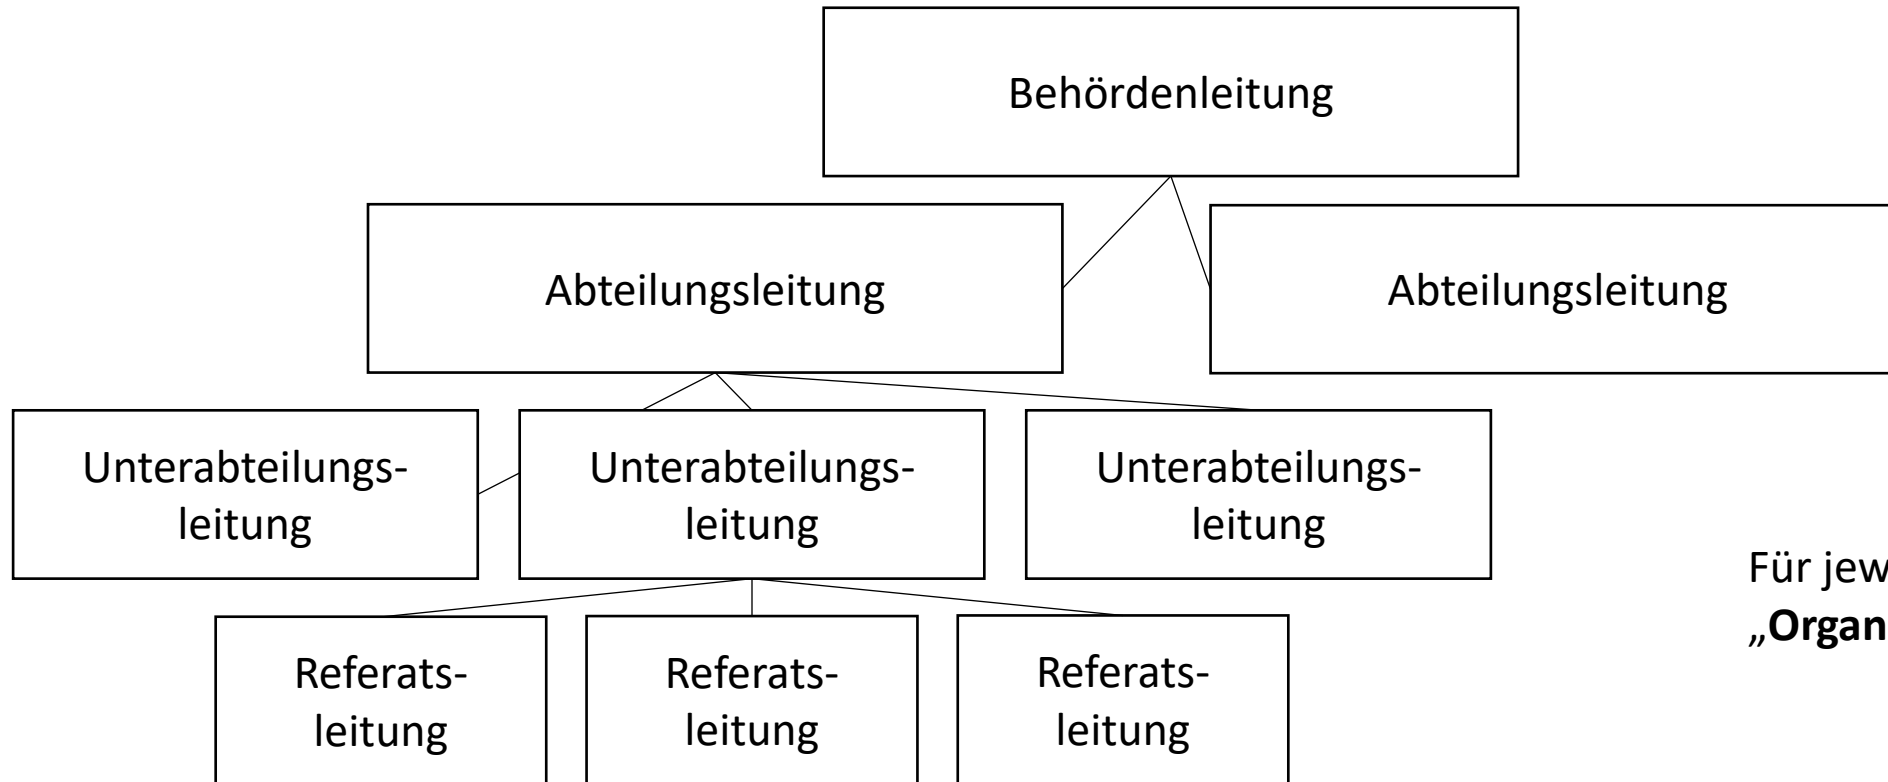 Behördenleitung
Abteilungsleitung
Abteilungsleitung
Unterabteilungs-
leitung
Unterabteilungs-
leitung
Unterabteilungs-
leitung
Für jew
„Organ
Referats-
leitung
Referats-
leitung
Referats-
leitung